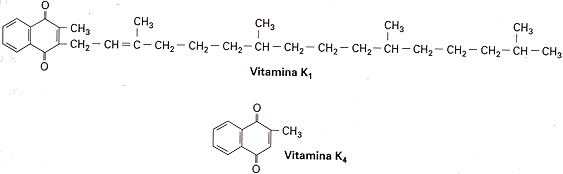 O
CH₃ CH₃ CH₃ CH₃ CH₃
CH₂—CH=C—CH₂—CH₂—CH₂—CH—CH₂—CH₂—CH₂—CH—CH₂—CH₂—CH₂—CH—CH₃
O
Vitamina K₁
O
CH₃
Vitamina K₄
O